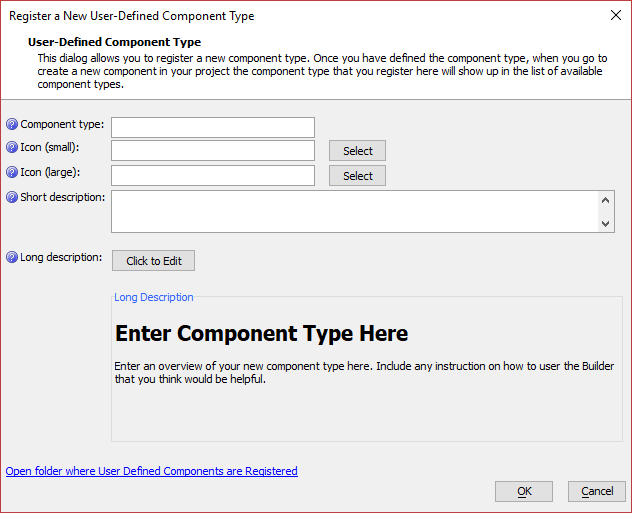 Register a New User-Defined Component Type
User-Defined Component Type
This dialog allows you to register a new component type. Once you have defined the component type, when you go to
create a new component in your project the component type that you register here will show up in the list of available
component types.
Component type:
Icon (small):
Select
Icon (large):
Select
Short description:
Long description:
Click to Edit
Long Description
Enter Component Type Here
Enter an overview of your new component type here. Include any instruction on how to user the Builder
that you think would be helpful.
Open folder where User Defined Components are Registered
OK
Cancel